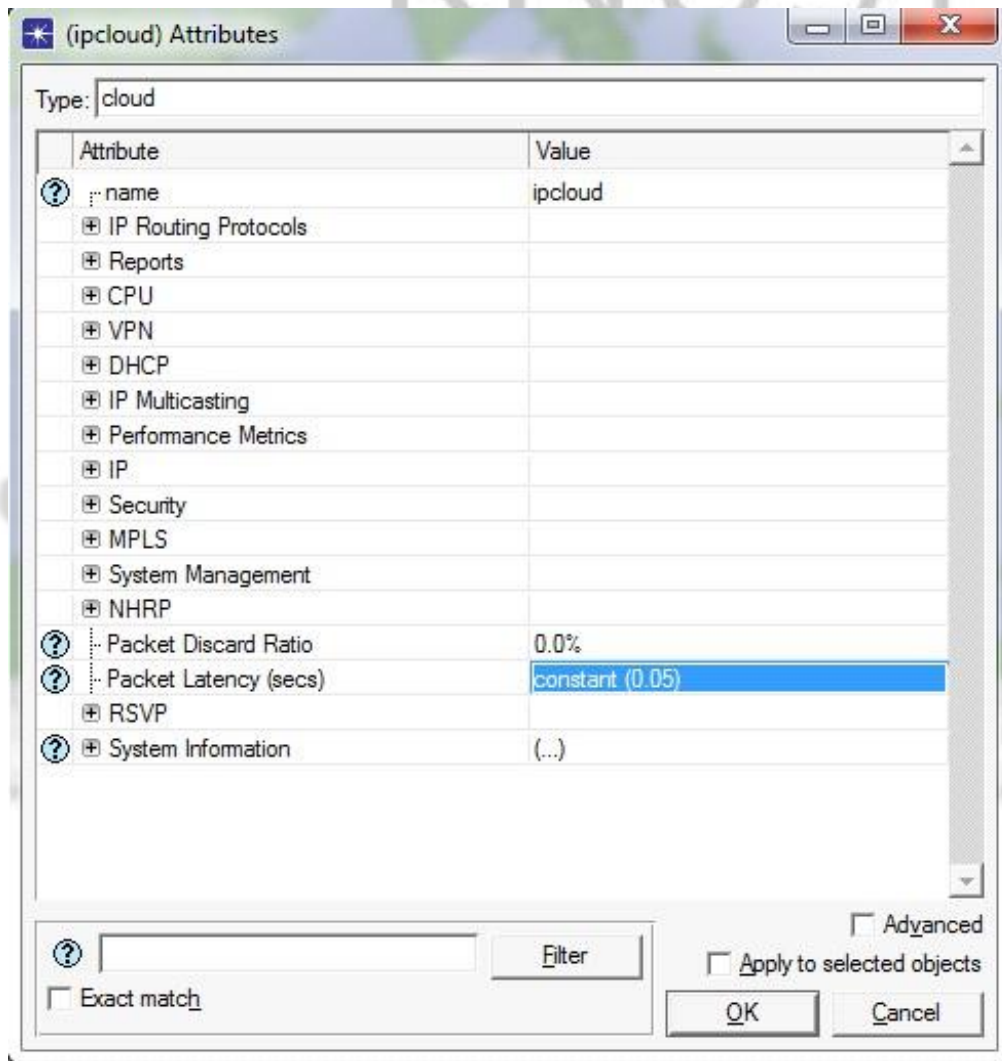 (ipcloud) Attributes
Type: cloud
Attribute Value
name ipcloud
IP Routing Protocols
Reports
CPU
VPN
DHCP
IP Multicasting
Performance Metrics
IP
Security
MPLS
System Management
NHRP
Packet Discard Ratio 0.0%
Packet Latency (secs) constant (0.05)
RSVP
System Information (...)
Advanced
Filter
Apply to selected objects
Exact match
OK Cancel